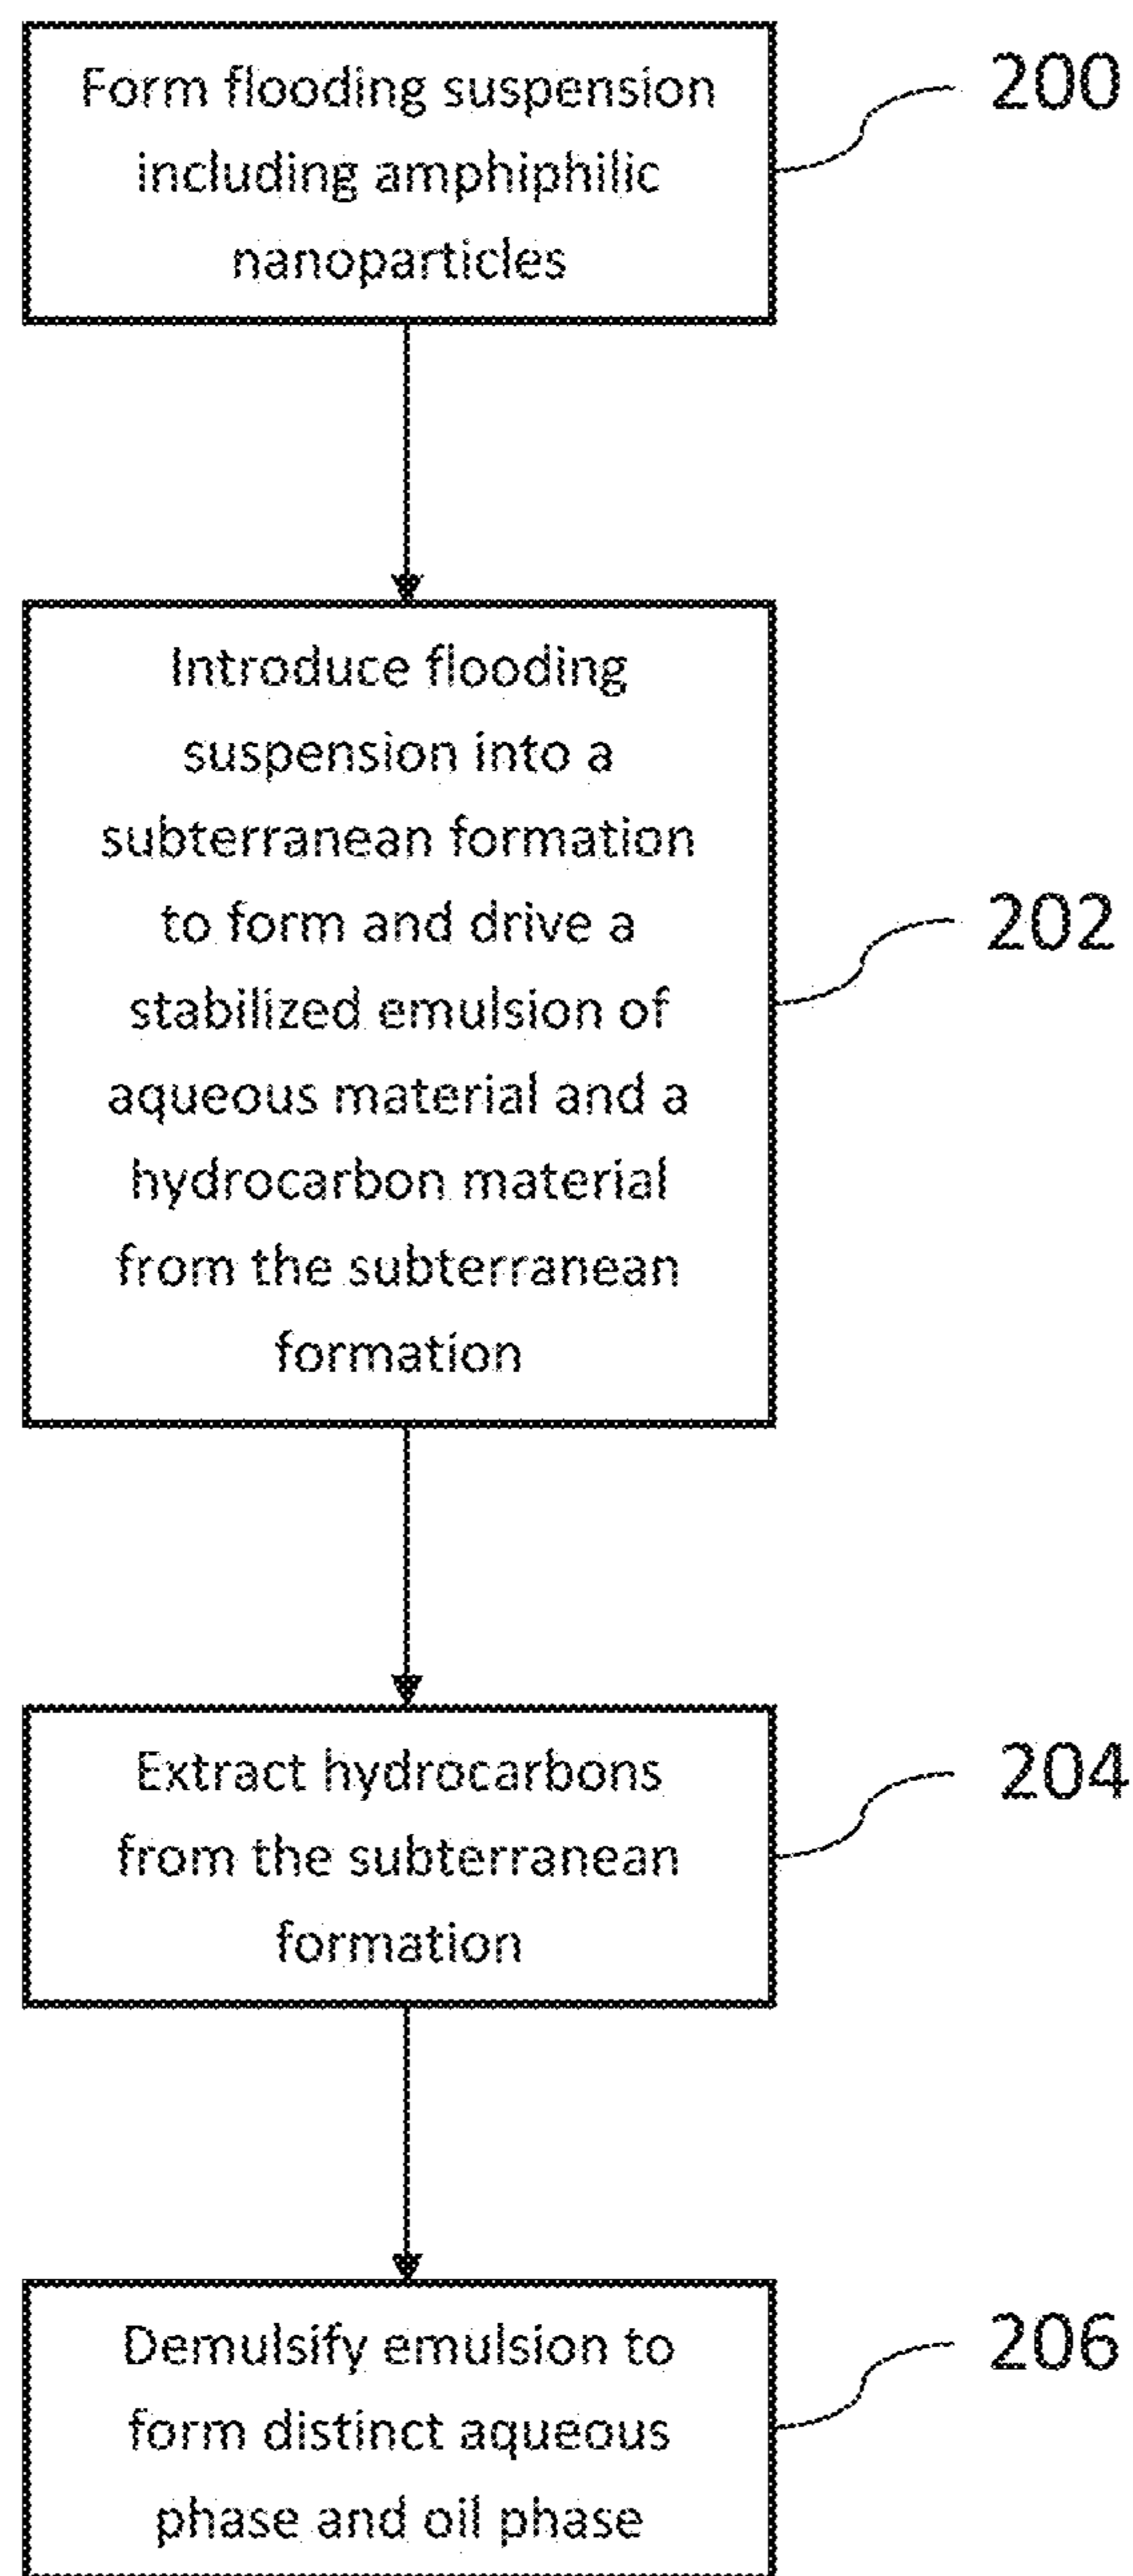 Form flooding suspension
including amphiphilic
nanoparticles
200
Introduce flooding
suspension into a
subterranean formation
to form and drive a
stabilized emulsion of
aqueous material and a
hydrocarbon material
from the subterranean
formation
202
Extract hydrocarbons
from the subterranean
formation
204
Demulsify emulsion to
form distinct aqueous
phase and oil phase
206